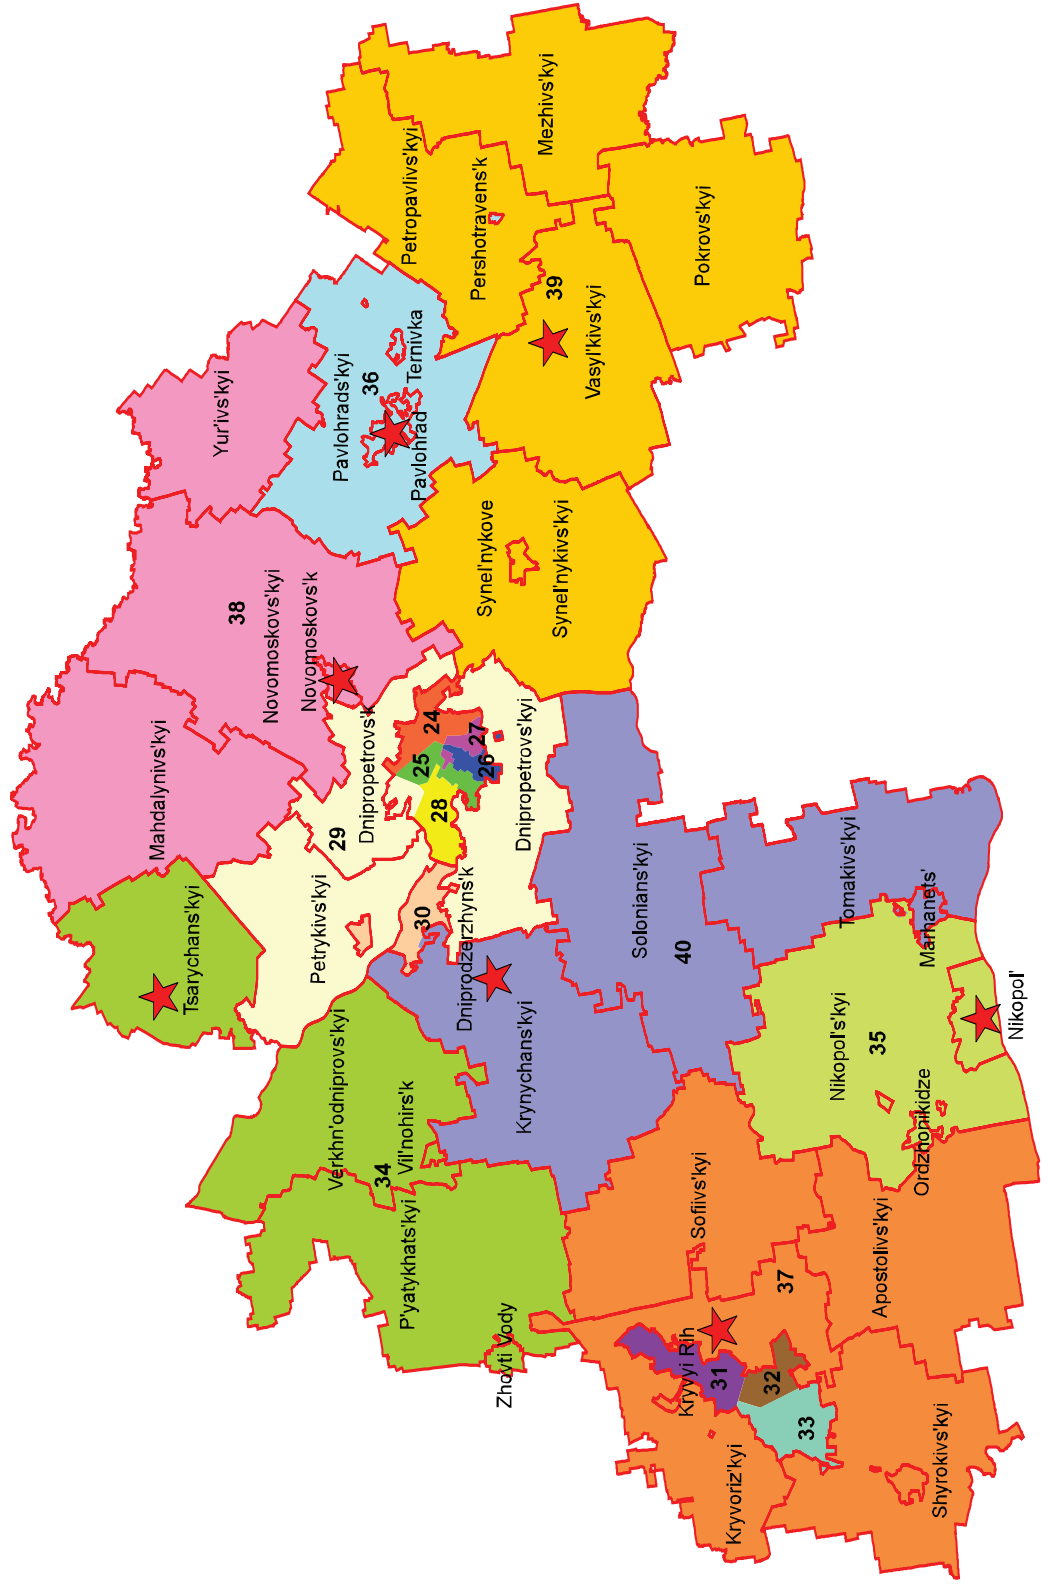 Tsarychans'kyi
Mahdalynivs'kyi
Yur'ivs'kyi
38
Novomoskovs'kyi
Novomoskovs'k
Petrykivs'kyi
29
Dnipropetrovs'k
Pavlohrads'kyi
36
Ternivka
Pavlohrad
Petropavlivs'kyi
Pershotravens'k
Mezhivs'kyi
Verkhn'odniprovs'kyi
34
Vil'nohirs'k
P'yatykhats'kyi
Zhovti Vody
30
Dniprodzerzhyns'k
Krynychans'kyi
28
25
24
26
27
Dnipropetrovs'kyi
Synel'nykove
Synel'nykivs'kyi
39
Vasyl'kivs'kyi
Pokrovs'kyi
Solonians'kyi
40
Sofiivs'kyi
Kryvyi Rih
31
37
32
33
Kryvoriz'kyi
Nikopol's'kyi
35
Tomakivs'kyi
Marhanets'
Ordzhonikidze
Nikopol'
Apostolivs'kyi
Shyrokivs'kyi